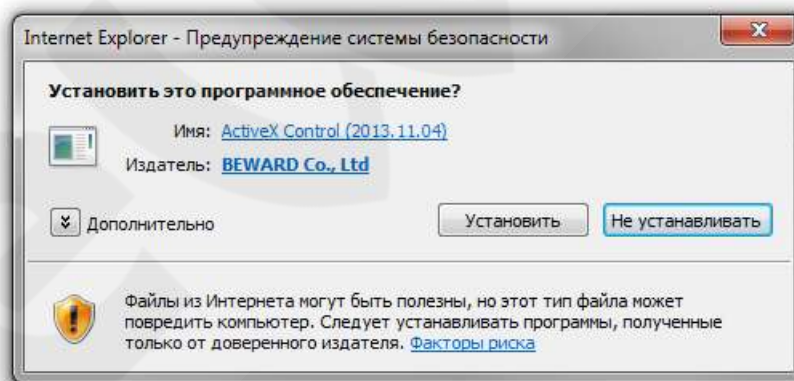 Internet Explorer - Предупреждение системы безопасности
Установить это программное обеспечение?
Имя: ActiveX Control (2013.11.04)
Издатель: BEWARD Co., Ltd
Дополнительно
Установить
Не устанавливать
Файлы из Интернета могут быть полезны, но этот тип файла может
повредить компьютер. Следует устанавливать программы, полученные
только от доверенного издателя. Факторы риска